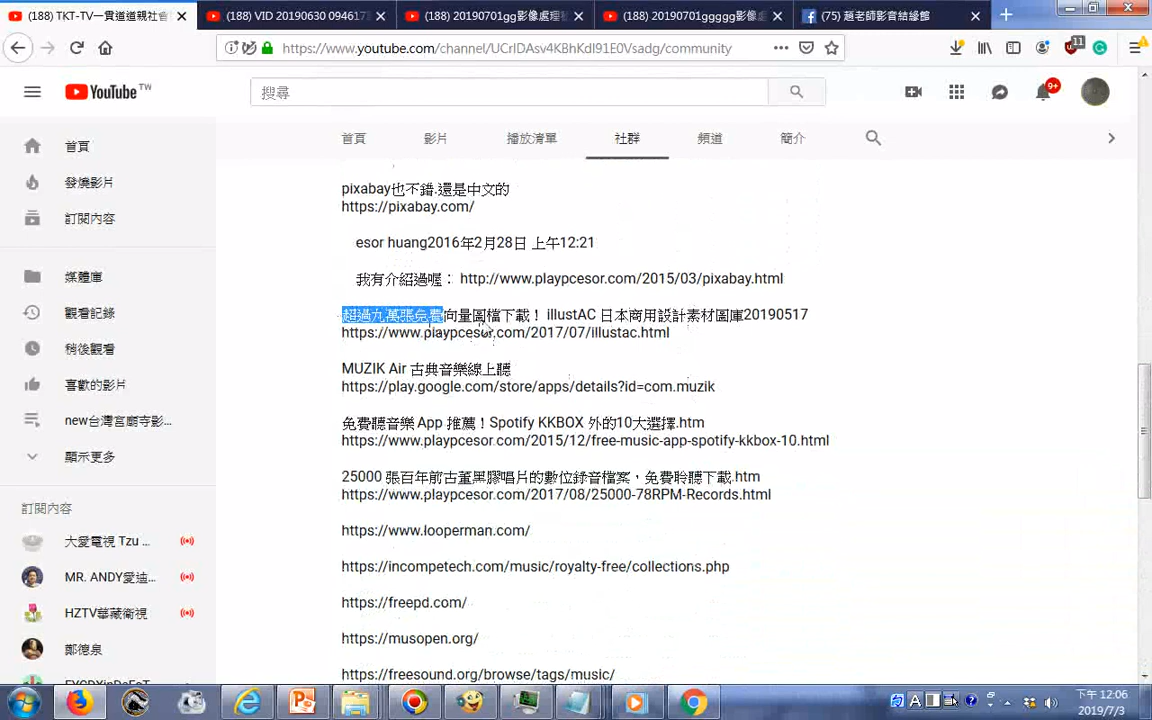 (188) TKT-TV一貫道道親社會
(188) VID 20190630 094617
(188) 20190701gg影像處理
(188) 20190701ggggg影像
(75) 趙老師影音結緣館
https://www.youtube.com/channel/UCrlDAsv4KBhKdI91E0Vsadg/community
11
YouTube TW
搜尋
9+
首頁
影片
播放清單
社群
頻道
簡介
首頁
發燒影片
訂閱內容
媒體庫
觀看記錄
稍後觀看
喜歡的影片
new台灣宮廟寺影...
顯示更多
訂閱內容
大愛電視 Tzu ...
MR. ANDY愛迪...
HZTV華藏衛視
鄭德泉
pixabay也不錯.還是中文的
https://pixabay.com/
esor huang2016年2月28日 上午12:21
我有介紹過喔： http://www.playpcesor.com/2015/03/pixabay.html
超過九萬張免費向量圖檔下載！ illustAC 日本商用設計素材圖庫20190517
https://www.playpcesor.com/2017/07/illustac.html
MUZIK Air 古典音樂線上聽
https://play.google.com/store/apps/details?id=com.muzik
免費聽音樂 App 推薦！Spotify KKBOX 外的10大選擇.htm
https://www.playpcesor.com/2015/12/free-music-app-spotify-kkbox-10.html
25000 張百年前古董黑膠唱片的數位錄音檔案，免費聆聽下載.htm
https://www.playpcesor.com/2017/08/25000-78RPM-Records.html
https://www.looperman.com/
https://incompetech.com/music/royalty-free/collections.php
https://freepd.com/
https://musopen.org/
https://freesound.org/browse/tags/music/
下午 12:06
2019/7/3